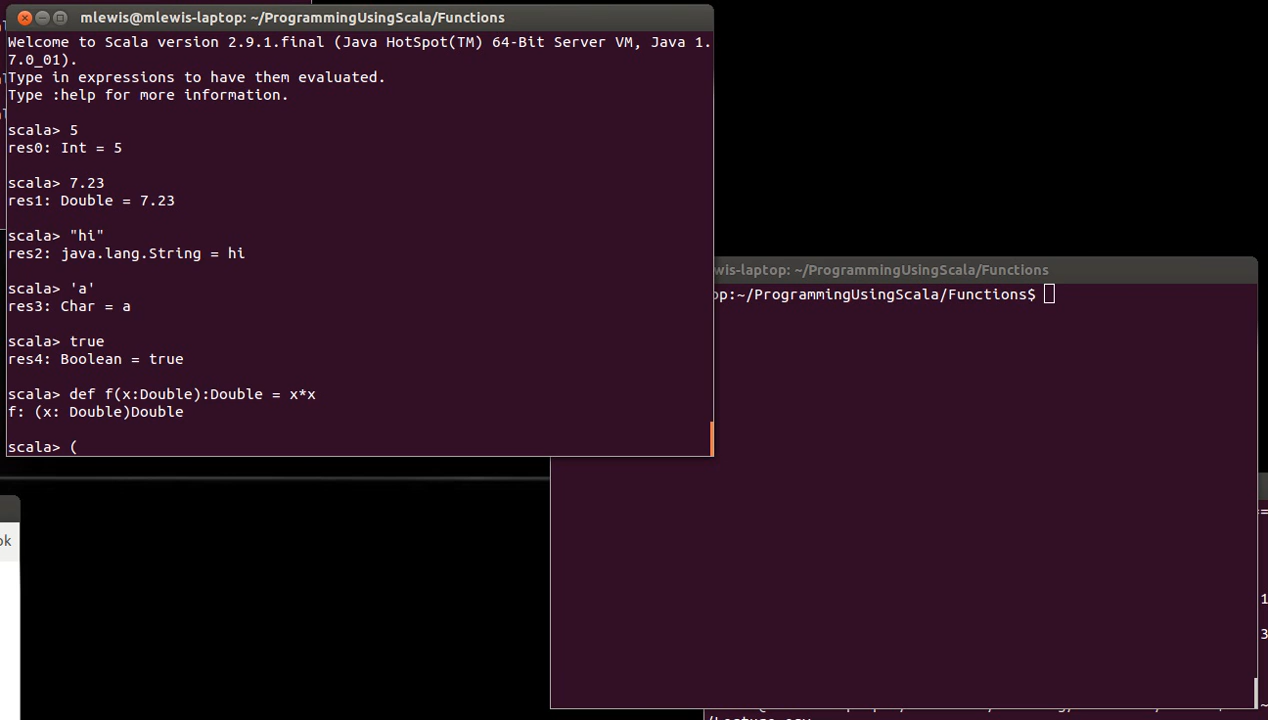 mlewis@mlewis-laptop: ~/ProgrammingUsingScala/Functions
Welcome to Scala version 2.9.1.final (Java HotSpot(TM) 64-Bit Server VM, Java 1.
7.0_01).
Type in expressions to have them evaluated.
Type :help for more information.
scala> 5
res0: Int = 5
scala> 7.23
res1: Double = 7.23
scala> "hi"
res2: java.lang.String = hi
scala> 'a'
res3: Char = a
scala> true
res4: Boolean = true
scala> def f(x:Double):Double = x*x
f: (x: Double)Double
scala> (
wis-laptop: ~/ProgrammingUsingScala/Functions
op:~/ProgrammingUsingScala/Functions$
ok
1
3